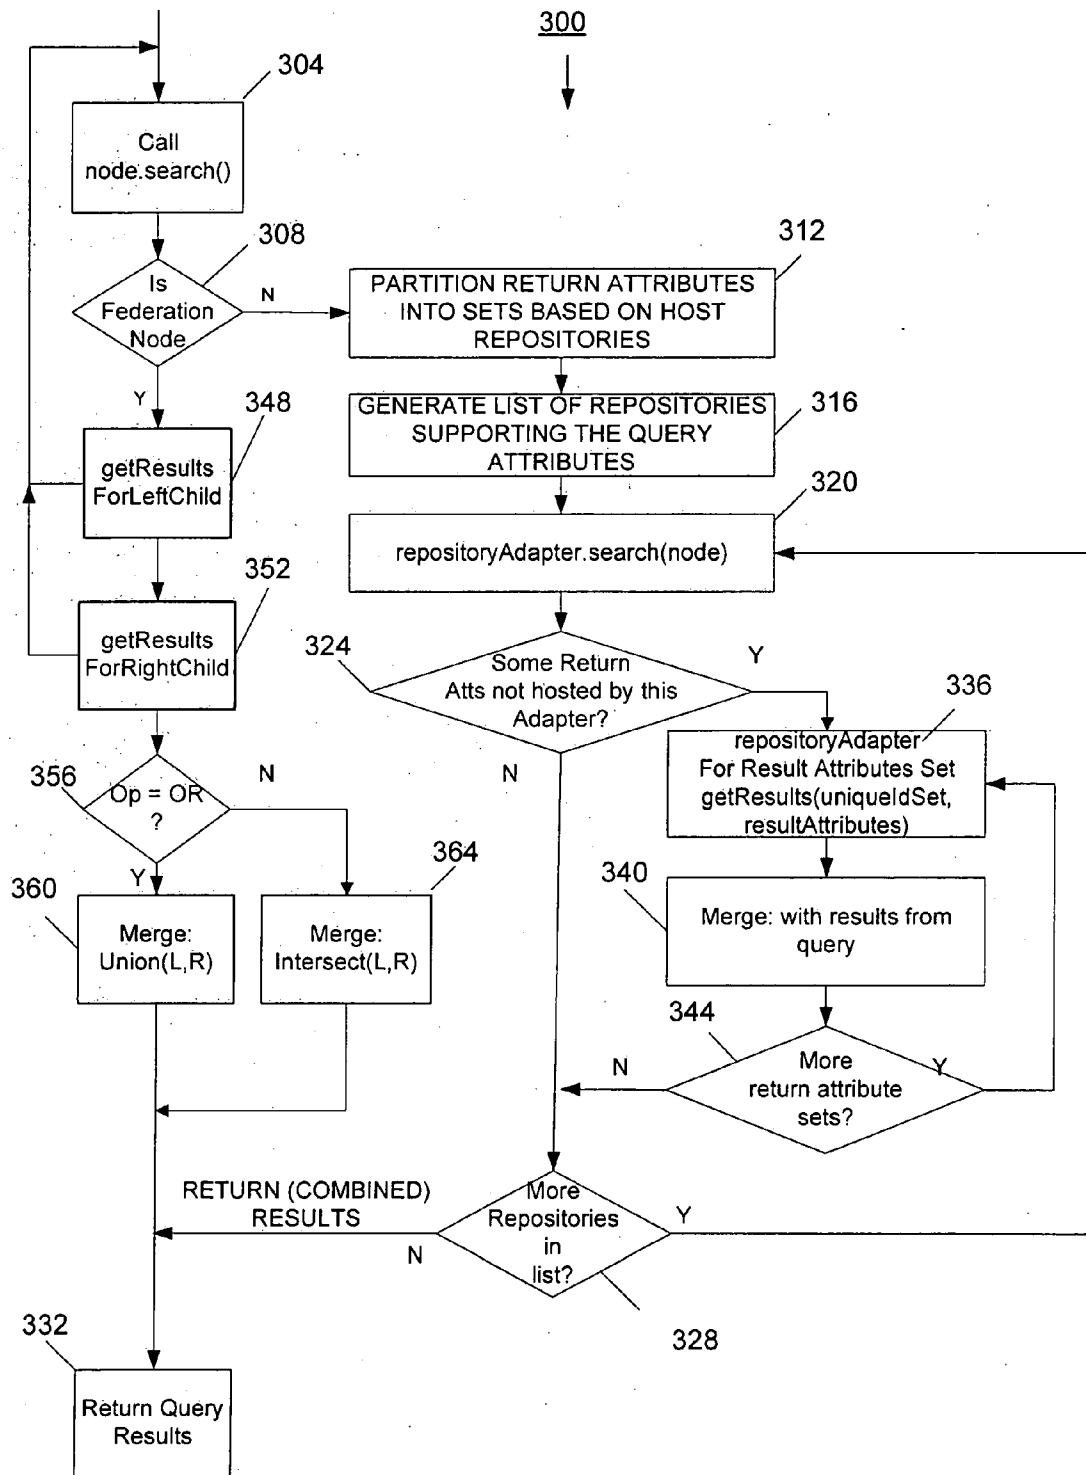 300
304
Call
node.search()
308
Is
Federation
Node
N
Y
312
PARTITION RETURN ATTRIBUTES
INTO SETS BASED ON HOST
REPOSITORIES
348
getResults
ForLeftChild
GENERATE LIST OF REPOSITORIES
SUPPORTING THE QUERY
ATTRIBUTES
316
320
repositoryAdapter.search(node)
352
getResults
ForRightChild
324
Some Return
Atts not hosted by this
Adapter?
Y
N
336
repositoryAdapter
For Result Attributes Set
getResults(uniqueIdSet,
resultAttributes)
356
Op = OR
?
N
Y
360
Merge:
Union(L,R)
364
Merge:
Intersect(L,R)
340
Merge: with results from
query
344
More
return attribute
sets?
N
Y
RETURN (COMBINED)
RESULTS
More
Repositories
in
list?
N
Y
328
332
Return Query
Results